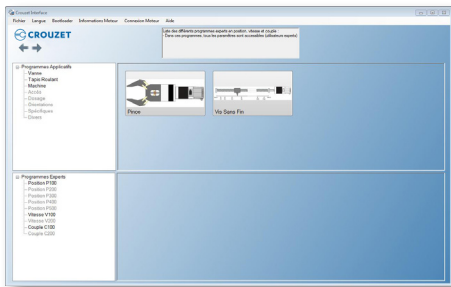 Crouzet Interface
Fichier Langue Bootloader Informations Moteur Connexion Moteur Aide
CROUZET
Liste des différents programmes experts en position, vitesse et couple
- Dans ces programmes, tous les paramètres sont accessibles (utilisateurs experts)
Programmes Applicatifs
Vanne
Tapis Roulant
Machine
Accès
Dosage
Orientations
Spécifiques
Divers
Pince
Vis Sans Fin
Programmes Experts
Position P100
Position P200
Position P300
Position P400
Position P500
Vitesse V100
Vitesse V200
Couple C100
Couple C200